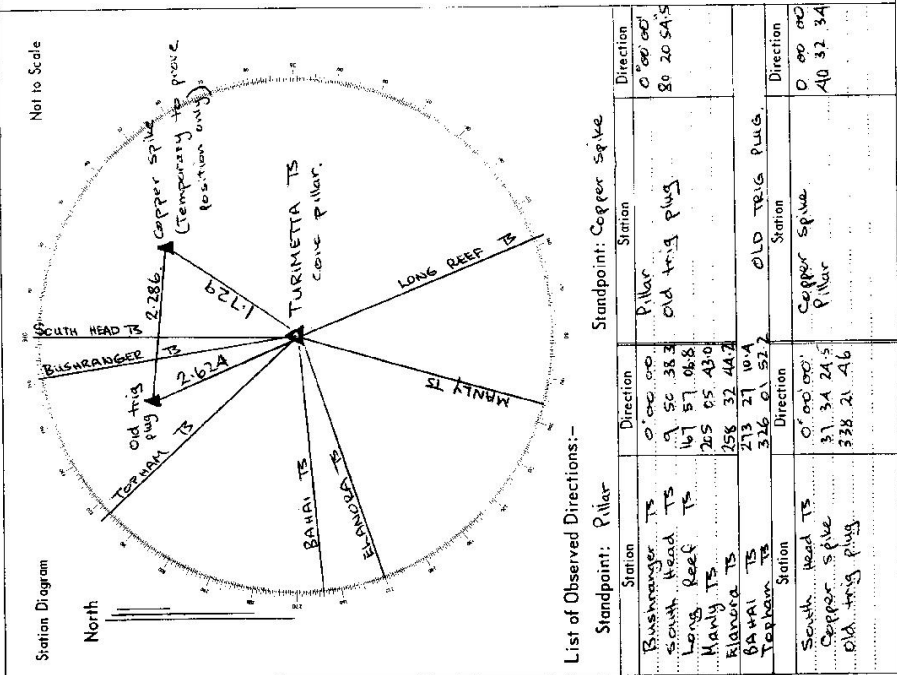 Station Diagram
Not to Scale
North
SOUTH HEAD TS
BUSHRANGER TS
TOPHAM TS
Old trig
plug
2.286
Copper spike
(Temporary to prove
position only)
2.624
1.729
TURIMETTA TS
conc pillar.
BAHAI TS
ELANORA TS
MANLY TS
LONG REEF TS
List of Observed Directions:-
Standpoint: Pillar
Station Direction
Bushranger TS 0° 00' 00"
South Head TS 9 50 38.3
Long Reef TS 167 57 06.8
Manly TS 205 05 43.0
Elanora TS 258 32 44.2
BAHAI TS 273 27 10.4
Topham TS 326 01 52.2
Station Direction
South Head TS 0° 00' 00"
Copper spike 37 34 24.5
Old trig plug 338 21 46
Standpoint: Copper Spike
Station Direction
Pillar 0° 00' 00"
Old trig plug. 80 20 54.5
OLD TRIG PLUG.
Station Direction
Copper Spike 0 00 00
Pillar 40 32 34